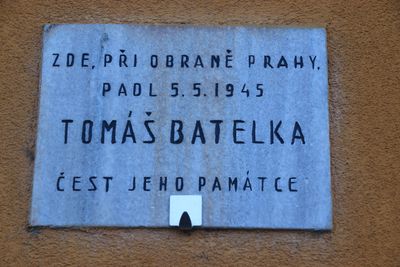 ZDE, PŘI OBRANĚ PRAHY,
PADL 5.5.1945
TOMÁŠ BATELKA
ČEST JEHO PAMÁTCE